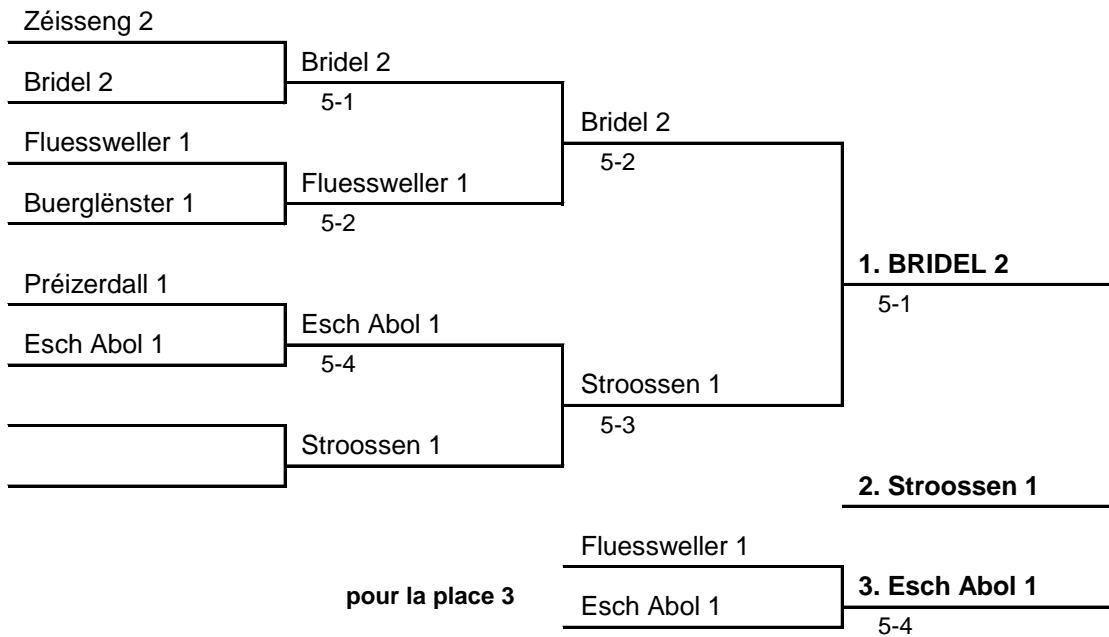 Zéisseng 2
Bridel 2
Bridel 2
5-1
Bridel 2
Fluessweller 1
5-2
Fluessweller 1
Buerglënster 1
5-2
1. BRIDEL 2
Préizerdall 1
5-1
Esch Abol 1
Esch Abol 1
5-4
Stroossen 1
5-3
Stroossen 1
2. Stroossen 1
Fluessweller 1
3. Esch Abol 1
pour la place 3
Esch Abol 1
5-4